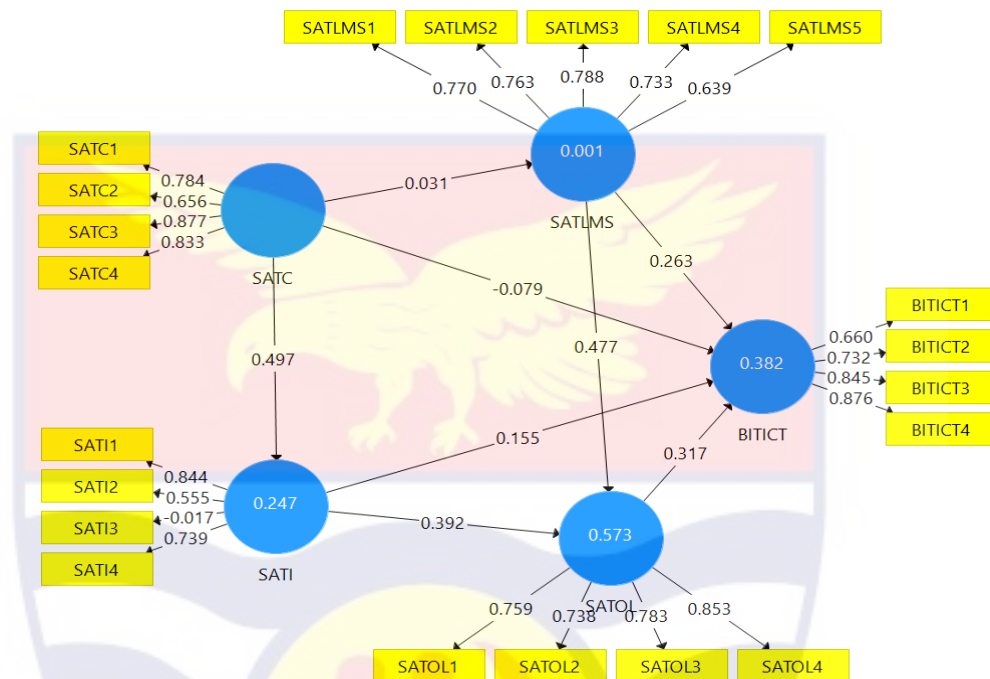 SATLMS1 SATLMS2 SATLMS3 SATLMS4 SATLMS5
0.770 0.763 0.788 0.733 0.639
SATC1
SATC2
SATC3
SATC4
0.784
0.656
0.877
0.833
SATC
0.031
0.001
SATLMS
0.263
-0.079
0.477
0.497
0.382
BITICT
0.660
0.732
0.845
0.876
BITICT1
BITICT2
BITICT3
BITICT4
0.155
0.317
SATI1
SATI2
SATI3
SATI4
0.844
0.555
-0.017
0.739
0.247
SATI
0.392
0.573
SATOL
0.759 0.738 0.783 0.853
SATOL1 SATOL2 SATOL3 SATOL4